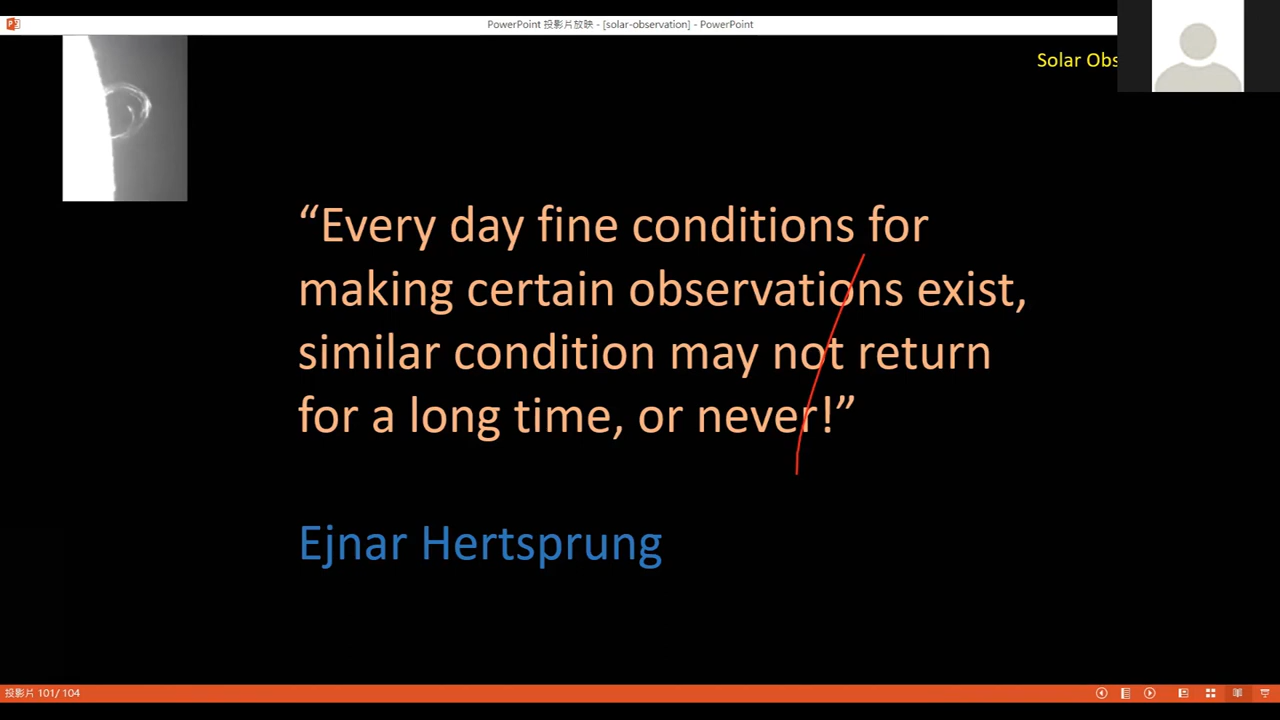 PowerPoint 投影片放映 - [solar-observation] - PowerPoint
Solar Obs
“Every day fine conditions for
making certain observations exist,
similar condition may not return
for a long time, or never!”
Ejnar Hertsprung
投影片 101/ 104